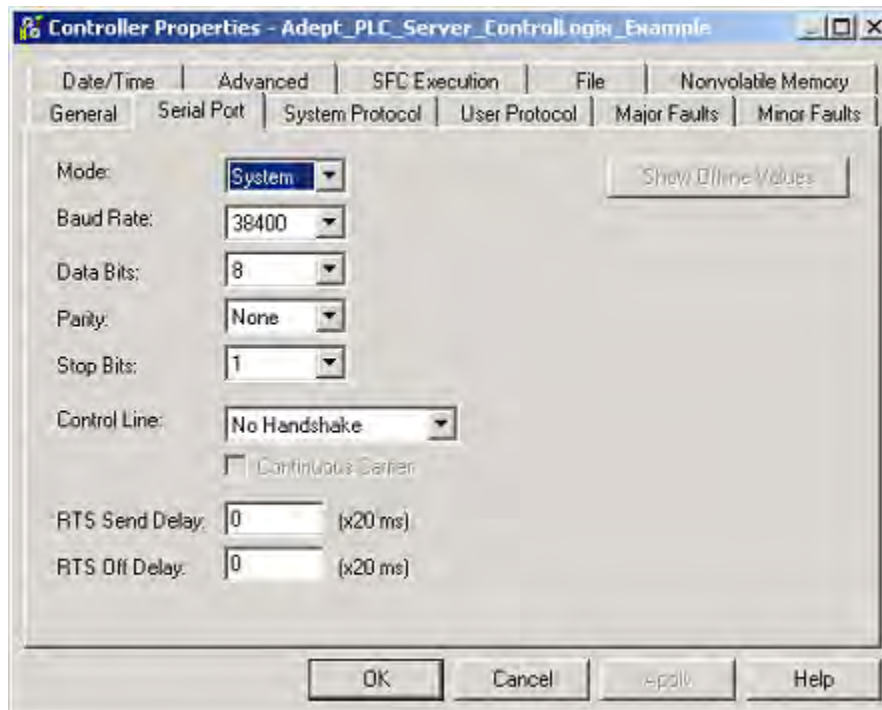 Controller Properties - Adept_PLC_Server_ControlLogix_Example
Date/Time Advanced SFC Execution File Nonvolatile Memory
General Serial Port System Protocol User Protocol Major Faults Minor Faults
Mode: System Show Offline Values
Baud Rate: 38400
Data Bits: 8
Parity: None
Stop Bits: 1
Control Line: No Handshake
Continuous Carrier
RTS Send Delay: 0 (x20 ms)
RTS Off Delay: 0 (x20 ms)
OK Cancel Apply Help